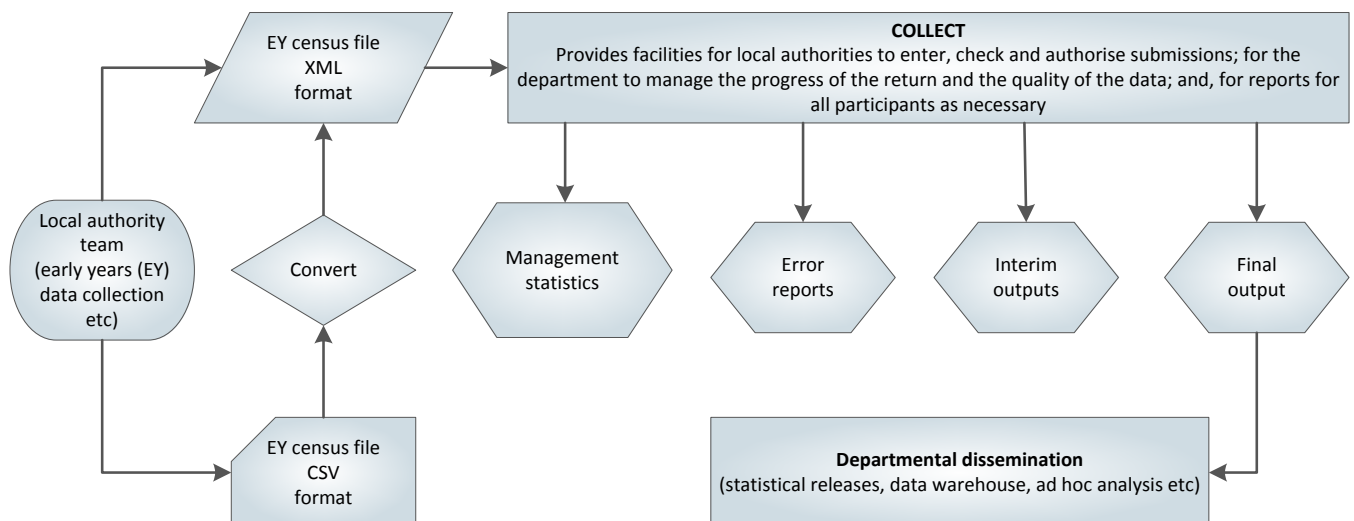 EY census file
XML
format
COLLECT
Provides facilities for local authorities to enter, check and authorise submissions; for the
department to manage the progress of the return and the quality of the data; and, for reports for
all participants as necessary
Local authority
team
(early years (EY)
data collection
etc)
Convert
Management
statistics
Error
reports
Interim
outputs
Final
output
EY census file
CSV
format
Departmental dissemination
(statistical releases, data warehouse, ad hoc analysis etc)